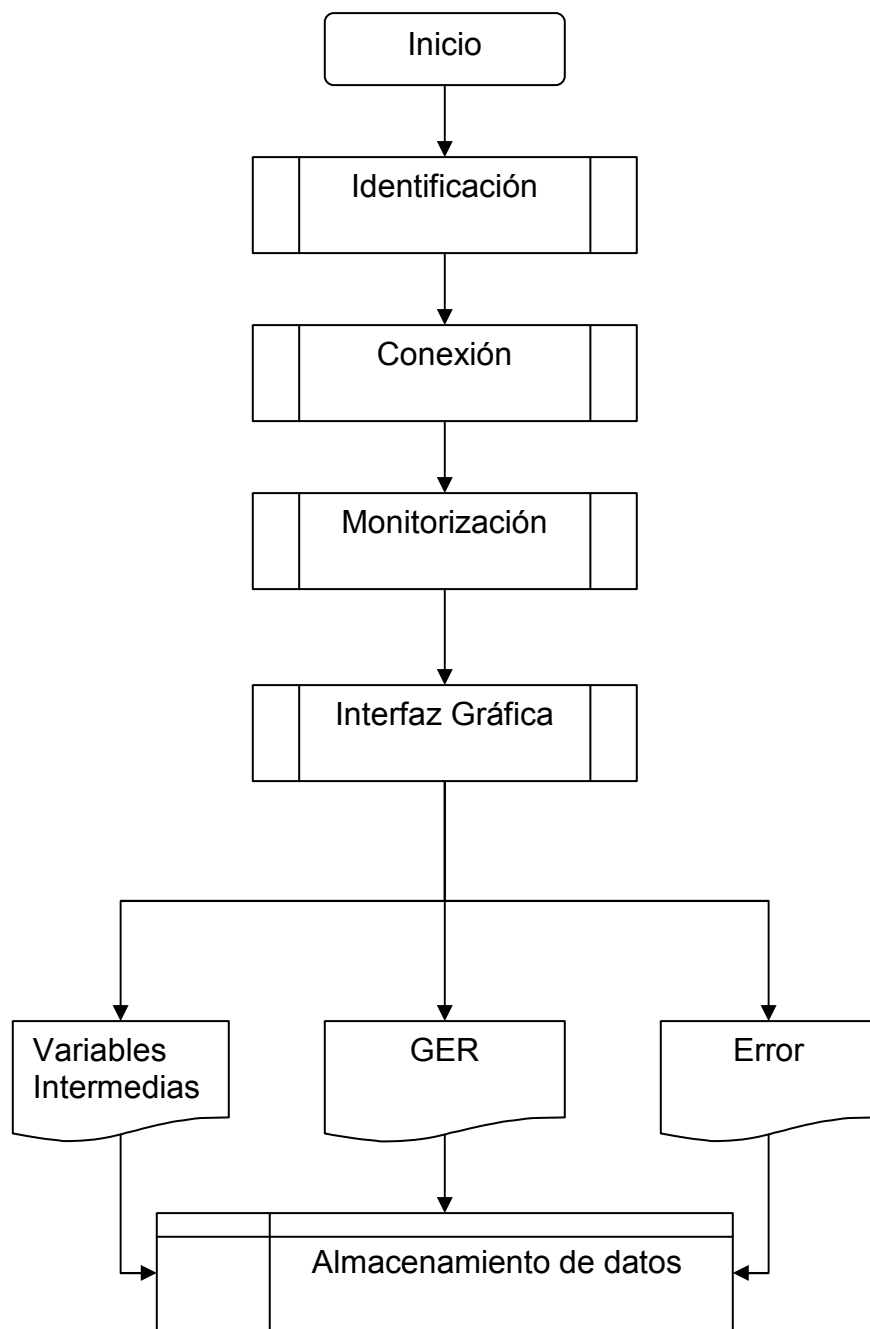 Inicio
Identificación
Conexión
Monitorización
Interfaz Gráfica
Variables
Intermedias
GER
Error
Almacenamiento de datos